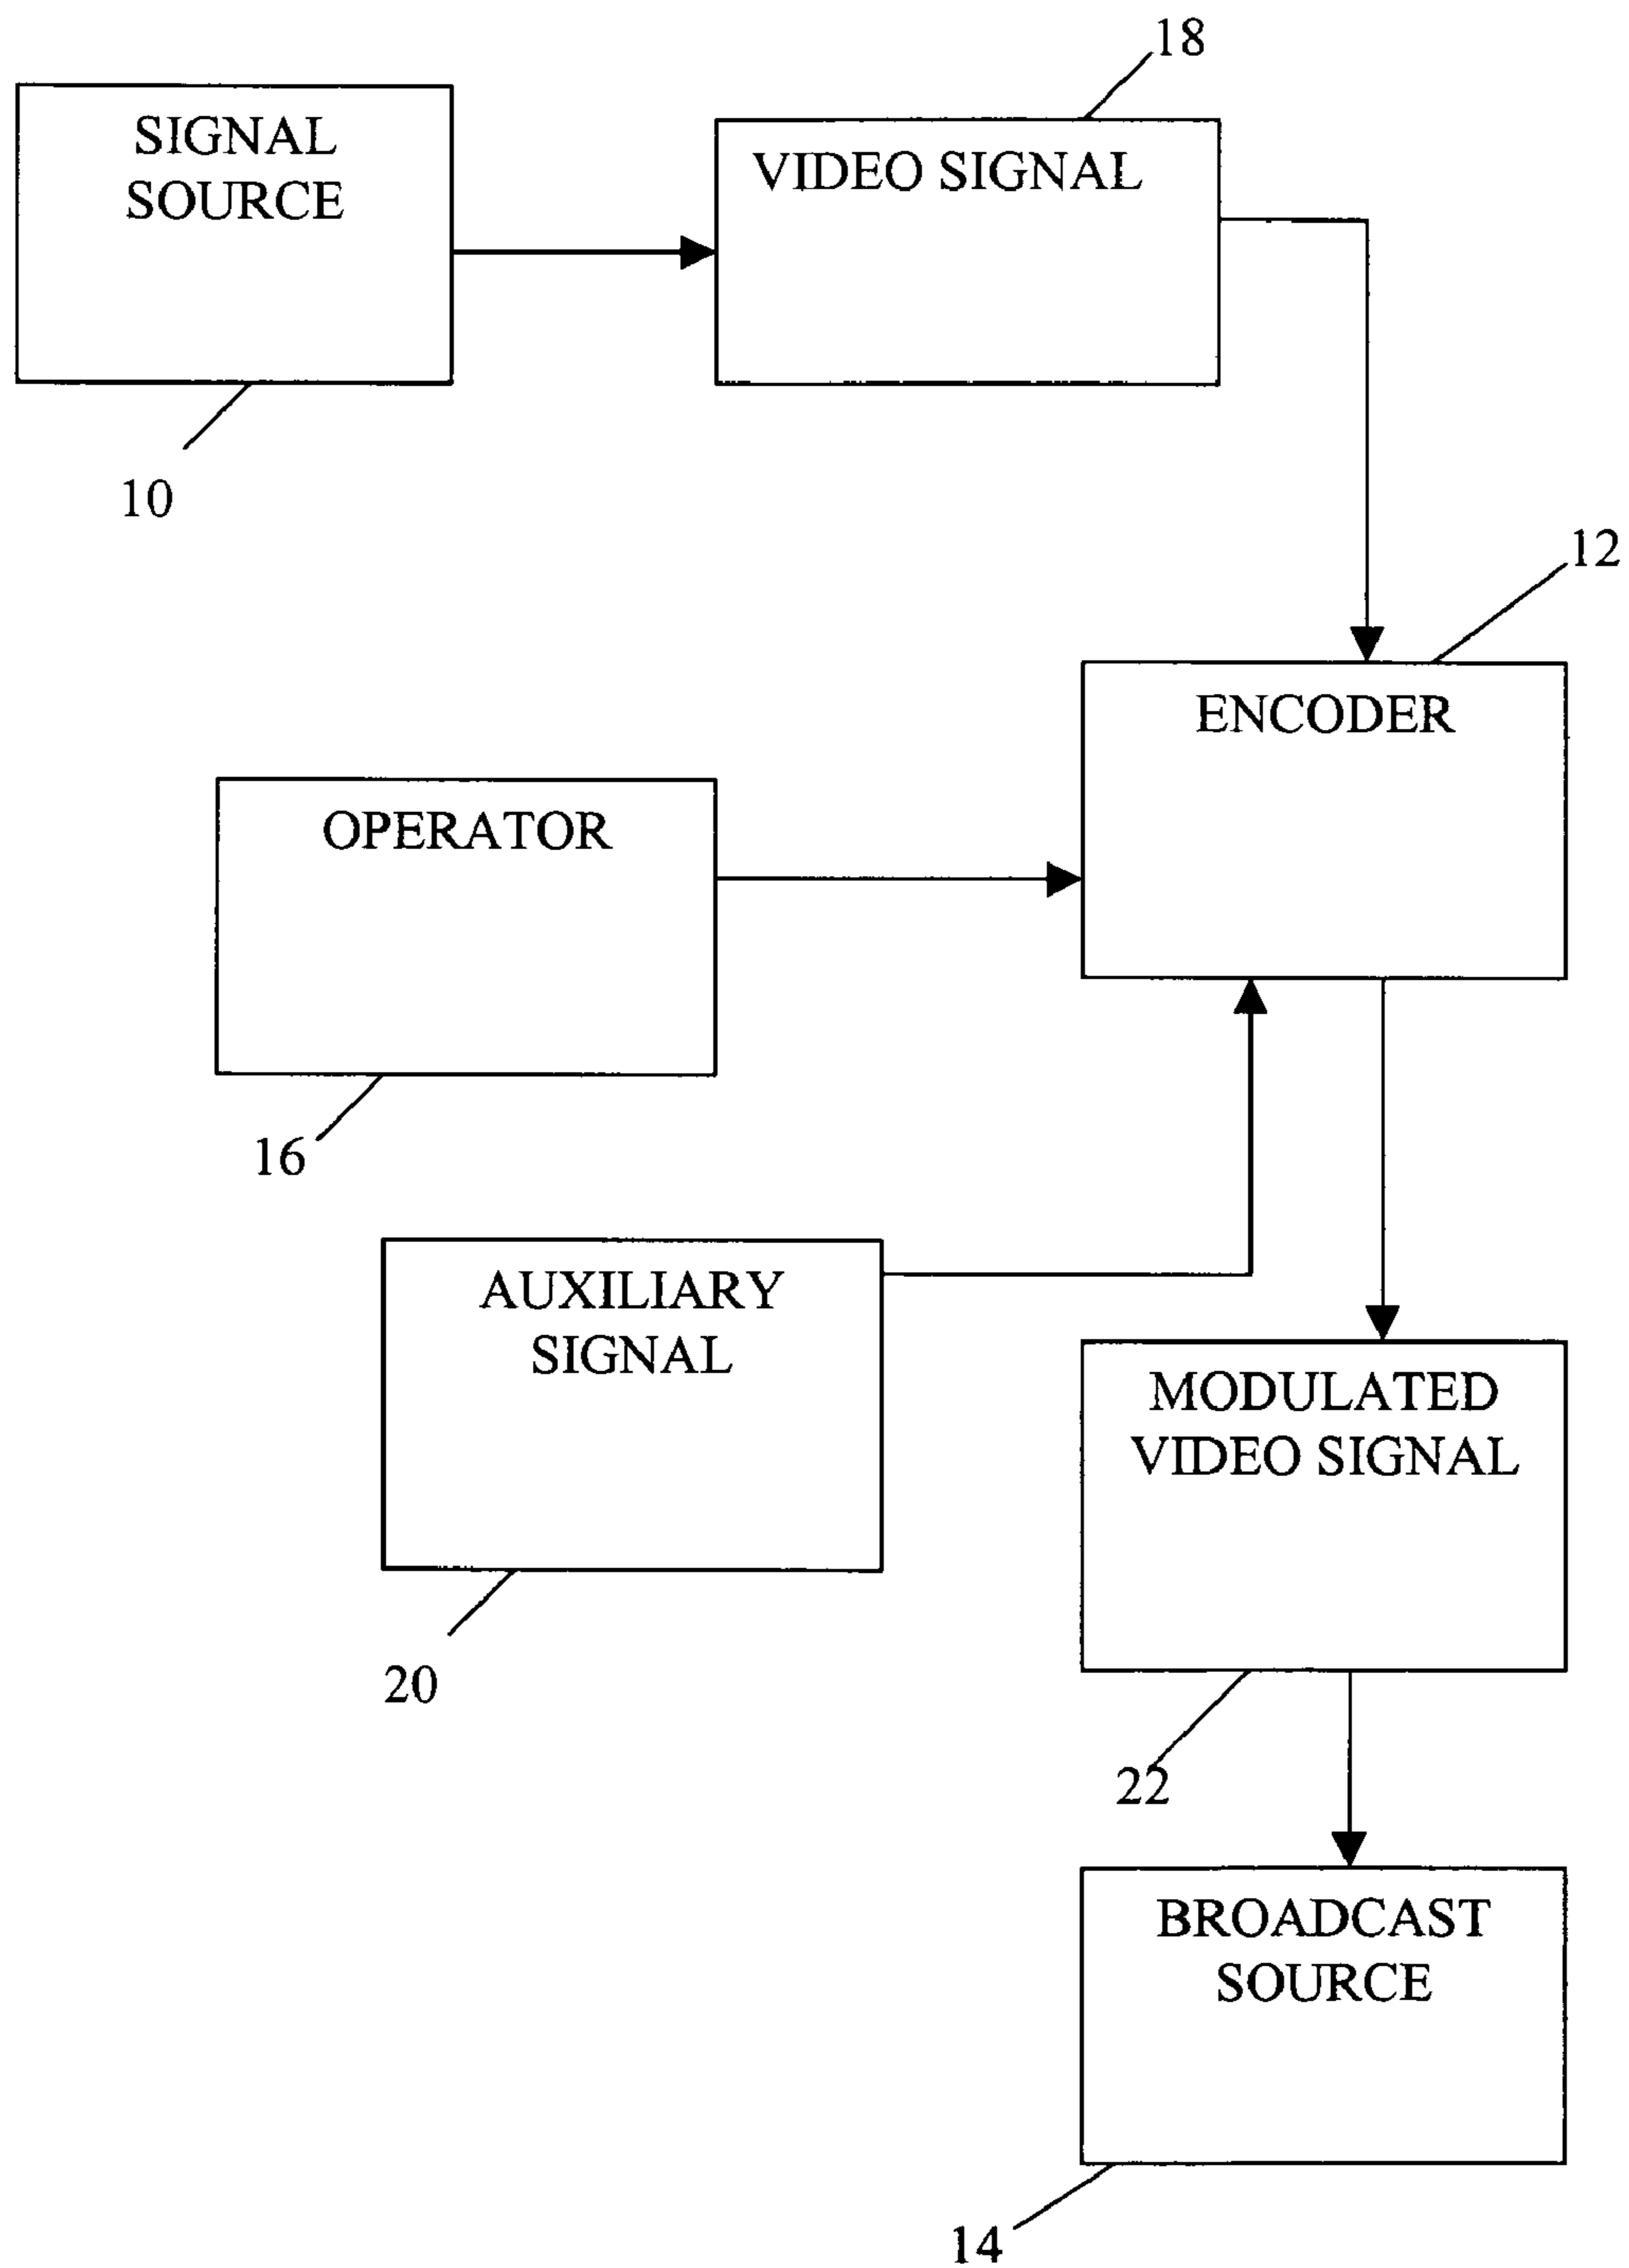 18
SIGNAL
SOURCE
VIDEO SIGNAL
10
12
ENCODER
OPERATOR
16
AUXILIARY
SIGNAL
MODULATED
VIDEO SIGNAL
20
22
BROADCAST
SOURCE
14